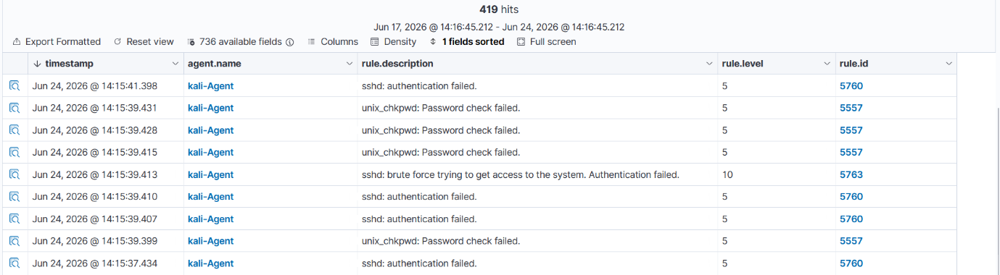 419 hits
Jun 17, 2026 @ 14:16:45.212 - Jun 24, 2026 @ 14:16:45.212
Export Formatted Reset view 736 available fields Columns Density 1 fields sorted Full screen
timestamp agent.name rule.description rule.level rule.id
Jun 24, 2026 @ 14:15:41.398 kali-Agent sshd: authentication failed. 5 5760
Jun 24, 2026 @ 14:15:39.431 kali-Agent unix_chkpwd: Password check failed. 5 5557
Jun 24, 2026 @ 14:15:39.428 kali-Agent unix_chkpwd: Password check failed. 5 5557
Jun 24, 2026 @ 14:15:39.415 kali-Agent unix_chkpwd: Password check failed. 5 5557
Jun 24, 2026 @ 14:15:39.413 kali-Agent sshd: brute force trying to get access to the system. Authentication failed. 10 5763
Jun 24, 2026 @ 14:15:39.410 kali-Agent sshd: authentication failed. 5 5760
Jun 24, 2026 @ 14:15:39.407 kali-Agent sshd: authentication failed. 5 5760
Jun 24, 2026 @ 14:15:39.399 kali-Agent unix_chkpwd: Password check failed. 5 5557
Jun 24, 2026 @ 14:15:37.434 kali-Agent sshd: authentication failed. 5 5760